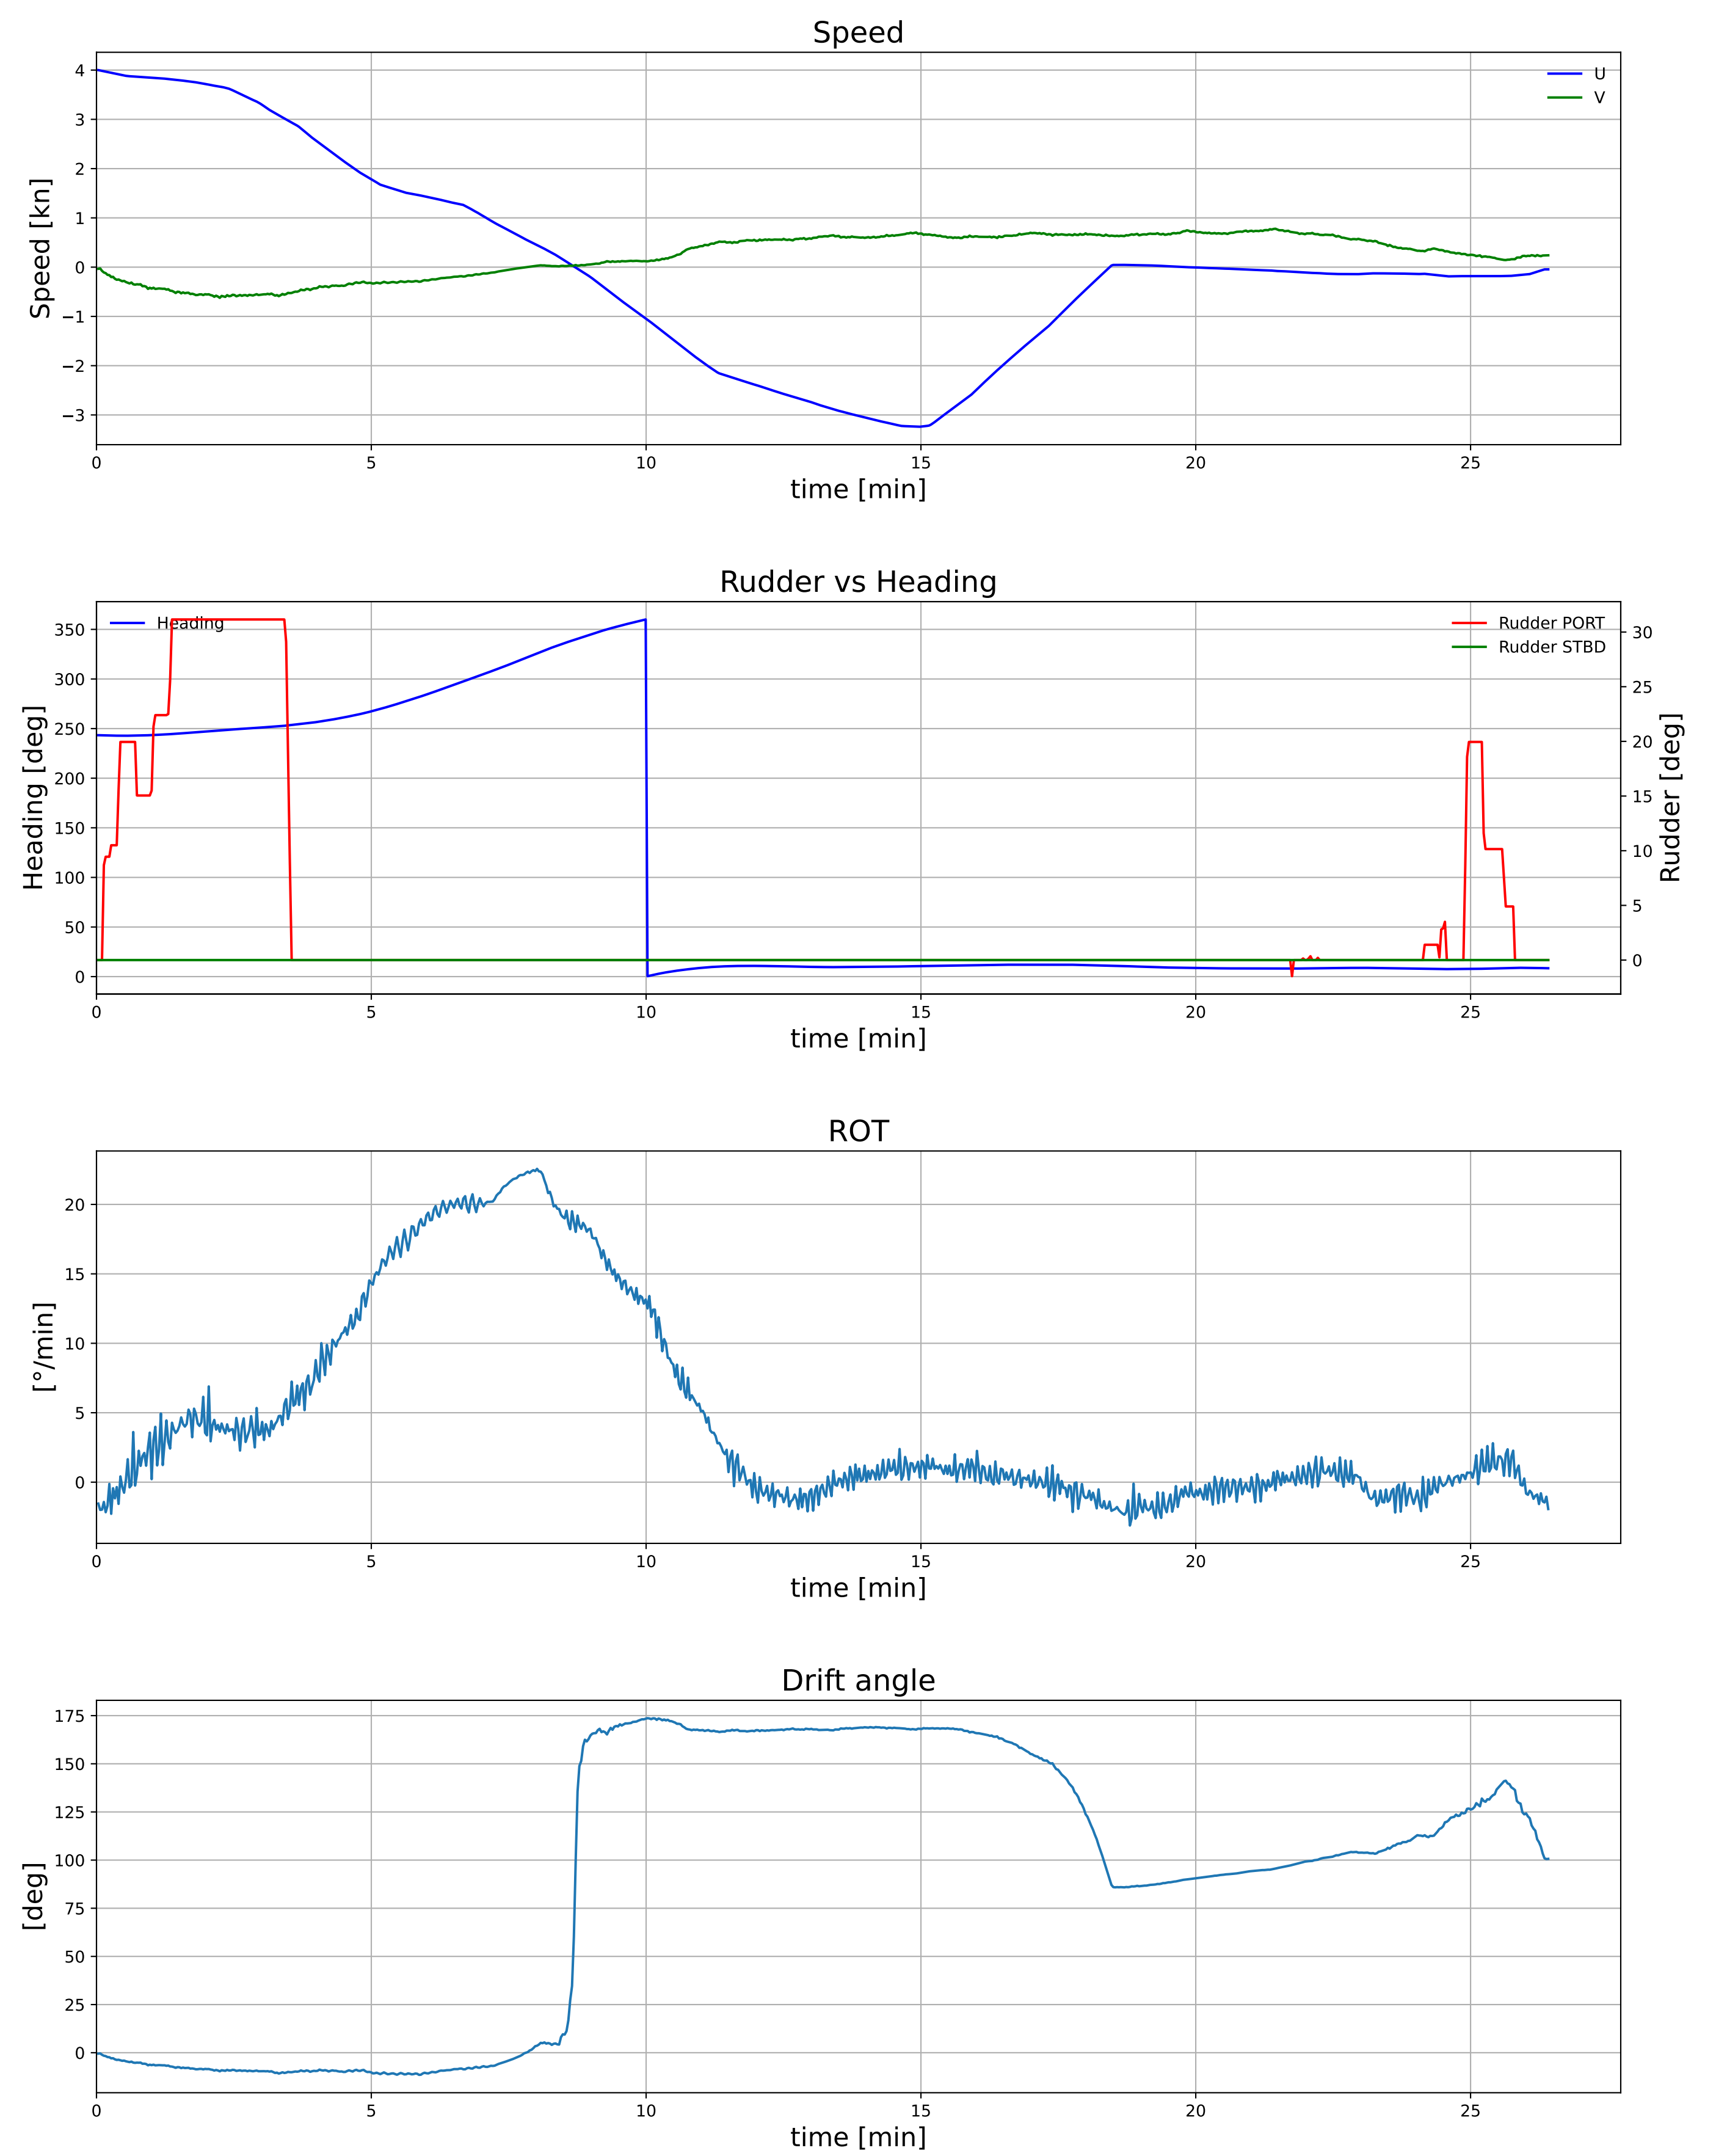 Speed
Speed [kn]
4
3
2
1
0
−1
−2
−3
U
V
0 5 10 15 20 25
time [min]
Rudder vs Heading
Heading [deg]
350
300
250
200
150
100
50
0
Heading
Rudder PORT
Rudder STBD
30
25
20
15
10
5
0
Rudder [deg]
0 5 10 15 20 25
time [min]
ROT
[°/min]
20
15
10
5
0
0 5 10 15 20 25
time [min]
Drift angle
[deg]
175
150
125
100
75
50
25
0
0 5 10 15 20 25
time [min]